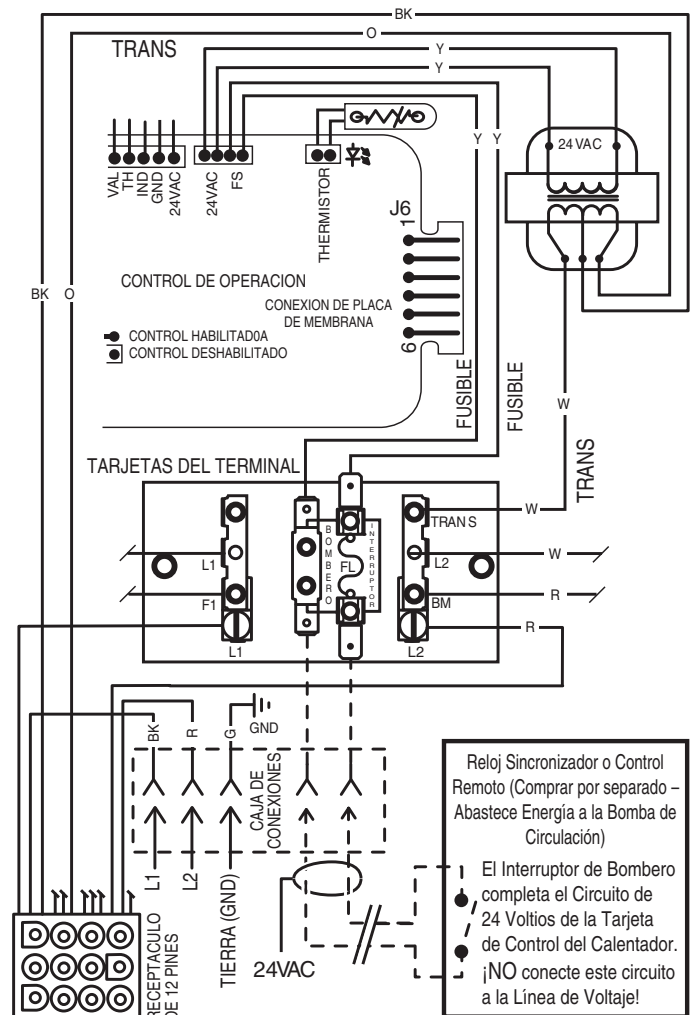 BK
O
TRANS
Y
Y
Y
Y
24 VAC
VAL
TH
IND
GND
24VAC
24VAC
FS
THERMISTOR
J6
1
6
CONTROL DE OPERACION
CONEXION DE PLACA
DE MEMBRANA
CONTROL HABILITAD0A
CONTROL DESHABILITADO
BK
O
FUSIBLE
FUSIBLE
W
TRANS
TARJETAS DEL TERMINAL
L1
F1
L1
BOMBERO
FL
INTERRUPTOR
TRANS
L2
BM
L2
W
W
R
R
BK
R
G
GND
CAJA DE
CONEXIONES
L1
L2
TIERRA (GND)
24VAC
RECEPTACULO
DE 12 PINES
Reloj Sincronizador o Control
Remoto (Comprar por separado –
Abastece Energía a la Bomba de
Circulación)
El Interruptor de Bombero
completa el Circuito de
24 Voltios de la Tarjeta
de Control del Calentador.
¡NO conecte este circuito
a la Línea de Voltaje!